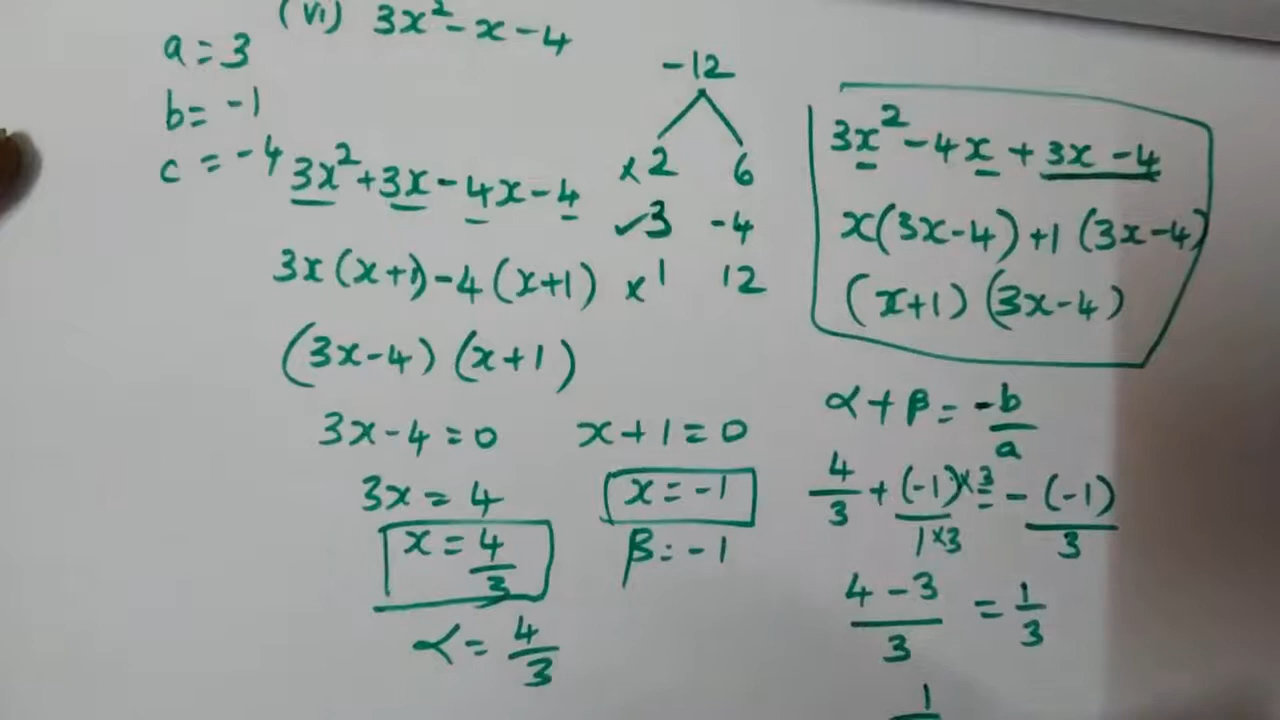 (vi) 3x² - x - 4
a = 3
b = -1
c = -4
3x² + 3x - 4x - 4
3x(x+1) - 4(x+1)
(3x-4) (x+1)
3x - 4 = 0 x + 1 = 0
3x = 4 x = -1
x = 4/3 β = -1
α = 4/3
-12
× 2 6
✓ 3 -4
× 1 12
3x² - 4x + 3x - 4
x(3x-4) + 1 (3x-4)
(x+1) (3x-4)
α + β = -b/a
4/3 + (-1)×3/1×3 = -(-1)/3
4-3/3 = 1/3
1